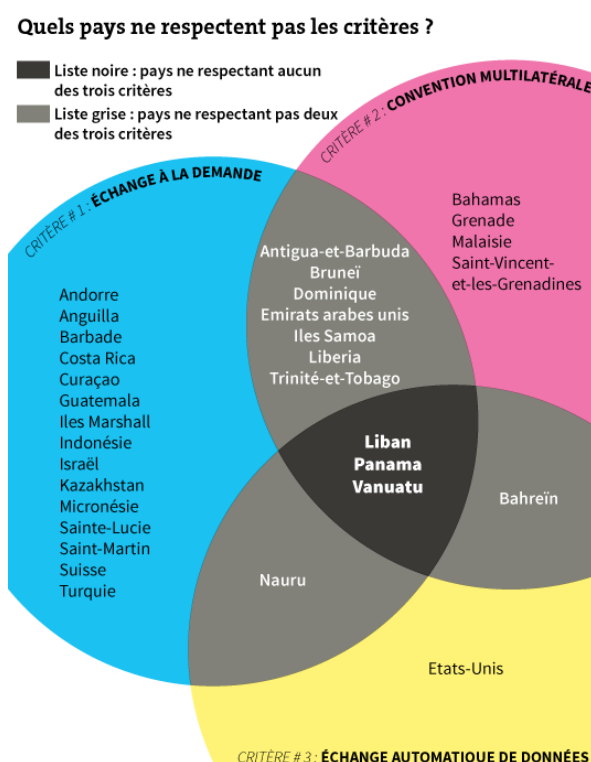 Quels pays ne respectent pas les critères ?
Liste noire : pays ne respectant aucun
des trois critères
Liste grise : pays ne respectant pas deux
des trois critères
CRITÈRE # 1 : ÉCHANGE À LA DEMANDE
CRITÈRE # 2 : CONVENTION MULTILATÉRALE
Bahamas
Grenade
Malaisie
Saint-Vincent-
et-les-Grenadines
Antigua-et-Barbuda
Bruneï
Dominique
Emirats arabes unis
Iles Samoa
Liberia
Trinité-et-Tobago
Andorre
Anguilla
Barbade
Costa Rica
Curaçao
Guatemala
Iles Marshall
Indonésie
Israël
Kazakhstan
Micronésie
Sainte-Lucie
Saint-Martin
Suisse
Turquie
Liban
Panama
Vanuatu
Bahreïn
Nauru
Etats-Unis
CRITÈRE # 3 : ÉCHANGE AUTOMATIQUE DE DONNÉES